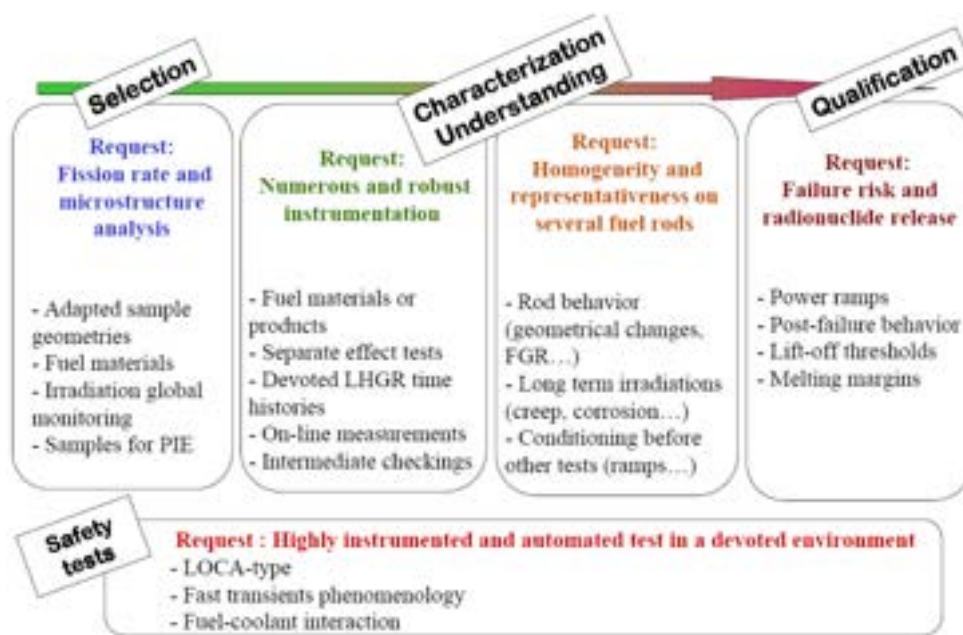 Selection
Characterization
Understanding
Qualification
Request:
Fission rate and
microstructure
analysis
- Adapted sample
geometries
- Fuel materials
- Irradiation global
monitoring
- Samples for PIE
Request:
Numerous and robust
instrumentation
- Fuel materials or
products
- Separate effect tests
- Devoted LHGR time
histories
- On-line measurements
- Intermediate checkings
Request:
Homogeneity and
representativeness on
several fuel rods
- Rod behavior
(geometrical changes,
FGR…)
- Long term irradiations
(creep, corrosion…)
- Conditioning before
other tests (ramps…)
Request:
Failure risk and
radionuclide release
- Power ramps
- Post-failure behavior
- Lift-off thresholds
- Melting margins
Safety
tests
Request : Highly instrumented and automated test in a devoted environment
- LOCA-type
- Fast transients phenomenology
- Fuel-coolant interaction